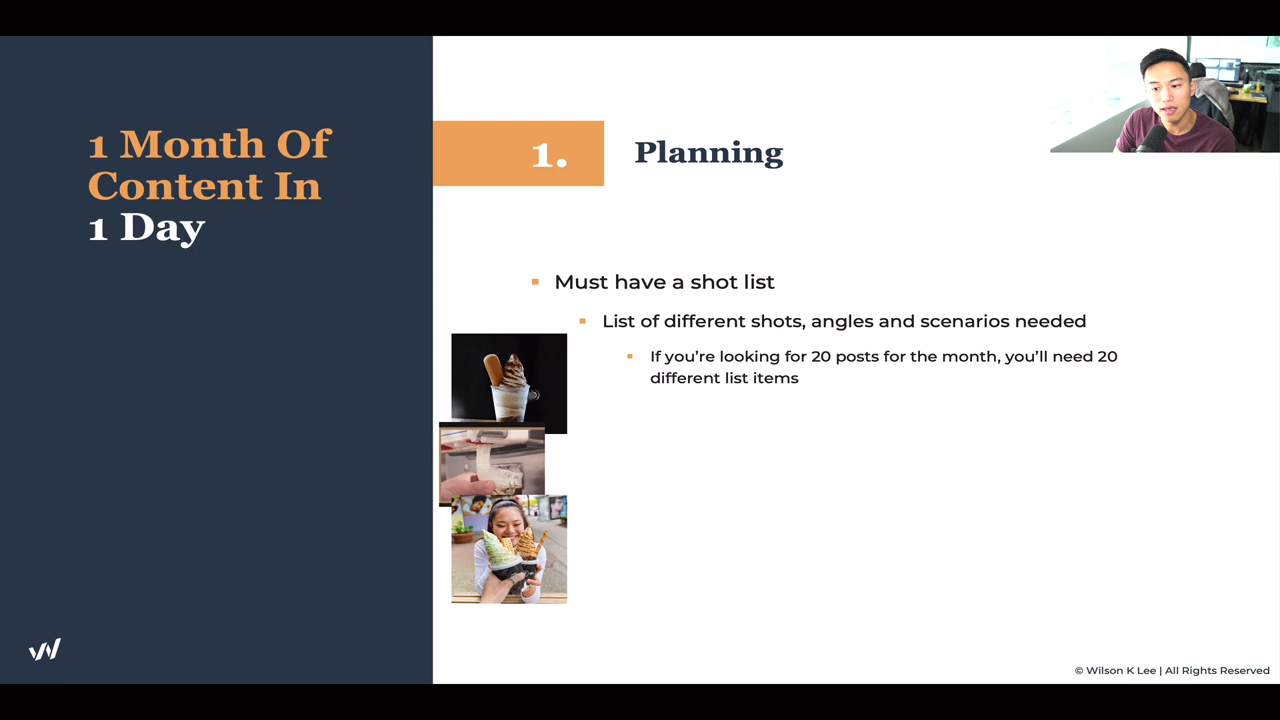 1 Month Of
Content In
1 Day
1. Planning
Must have a shot list
List of different shots, angles and scenarios needed
If you’re looking for 20 posts for the month, you’ll need 20
different list items
© Wilson K Lee | All Rights Reserved